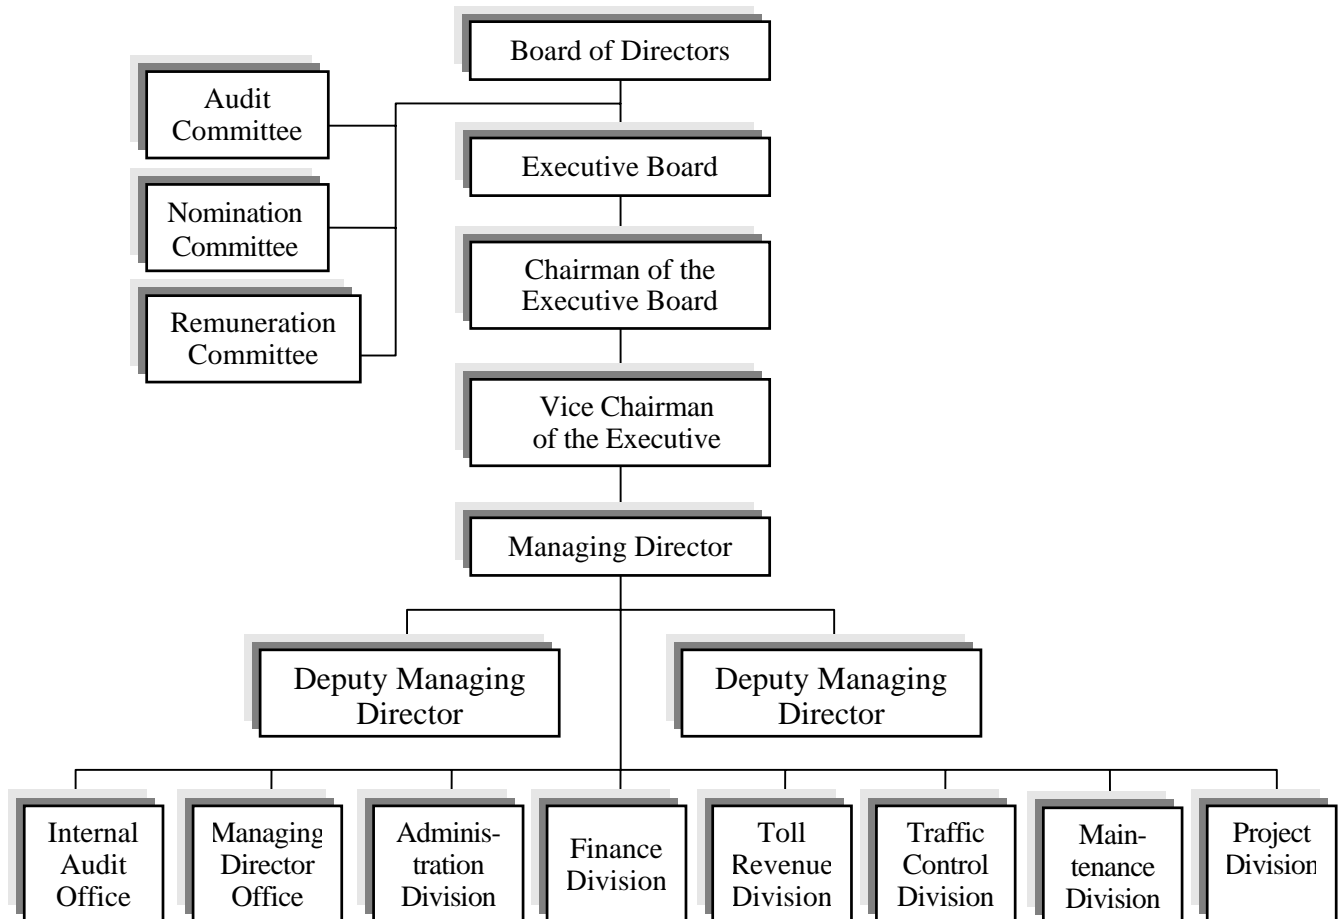 Board of Directors
Audit
Committee
Executive Board
Nomination
Committee
Chairman of the
Executive Board
Remuneration
Committee
Vice Chairman
of the Executive
Managing Director
Deputy Managing
Director
Deputy Managing
Director
Internal
Audit
Office
Managing
Director
Office
Adminis-
tration
Division
Finance
Division
Toll
Revenue
Division
Traffic
Control
Division
Main-
tenance
Division
Project
Division